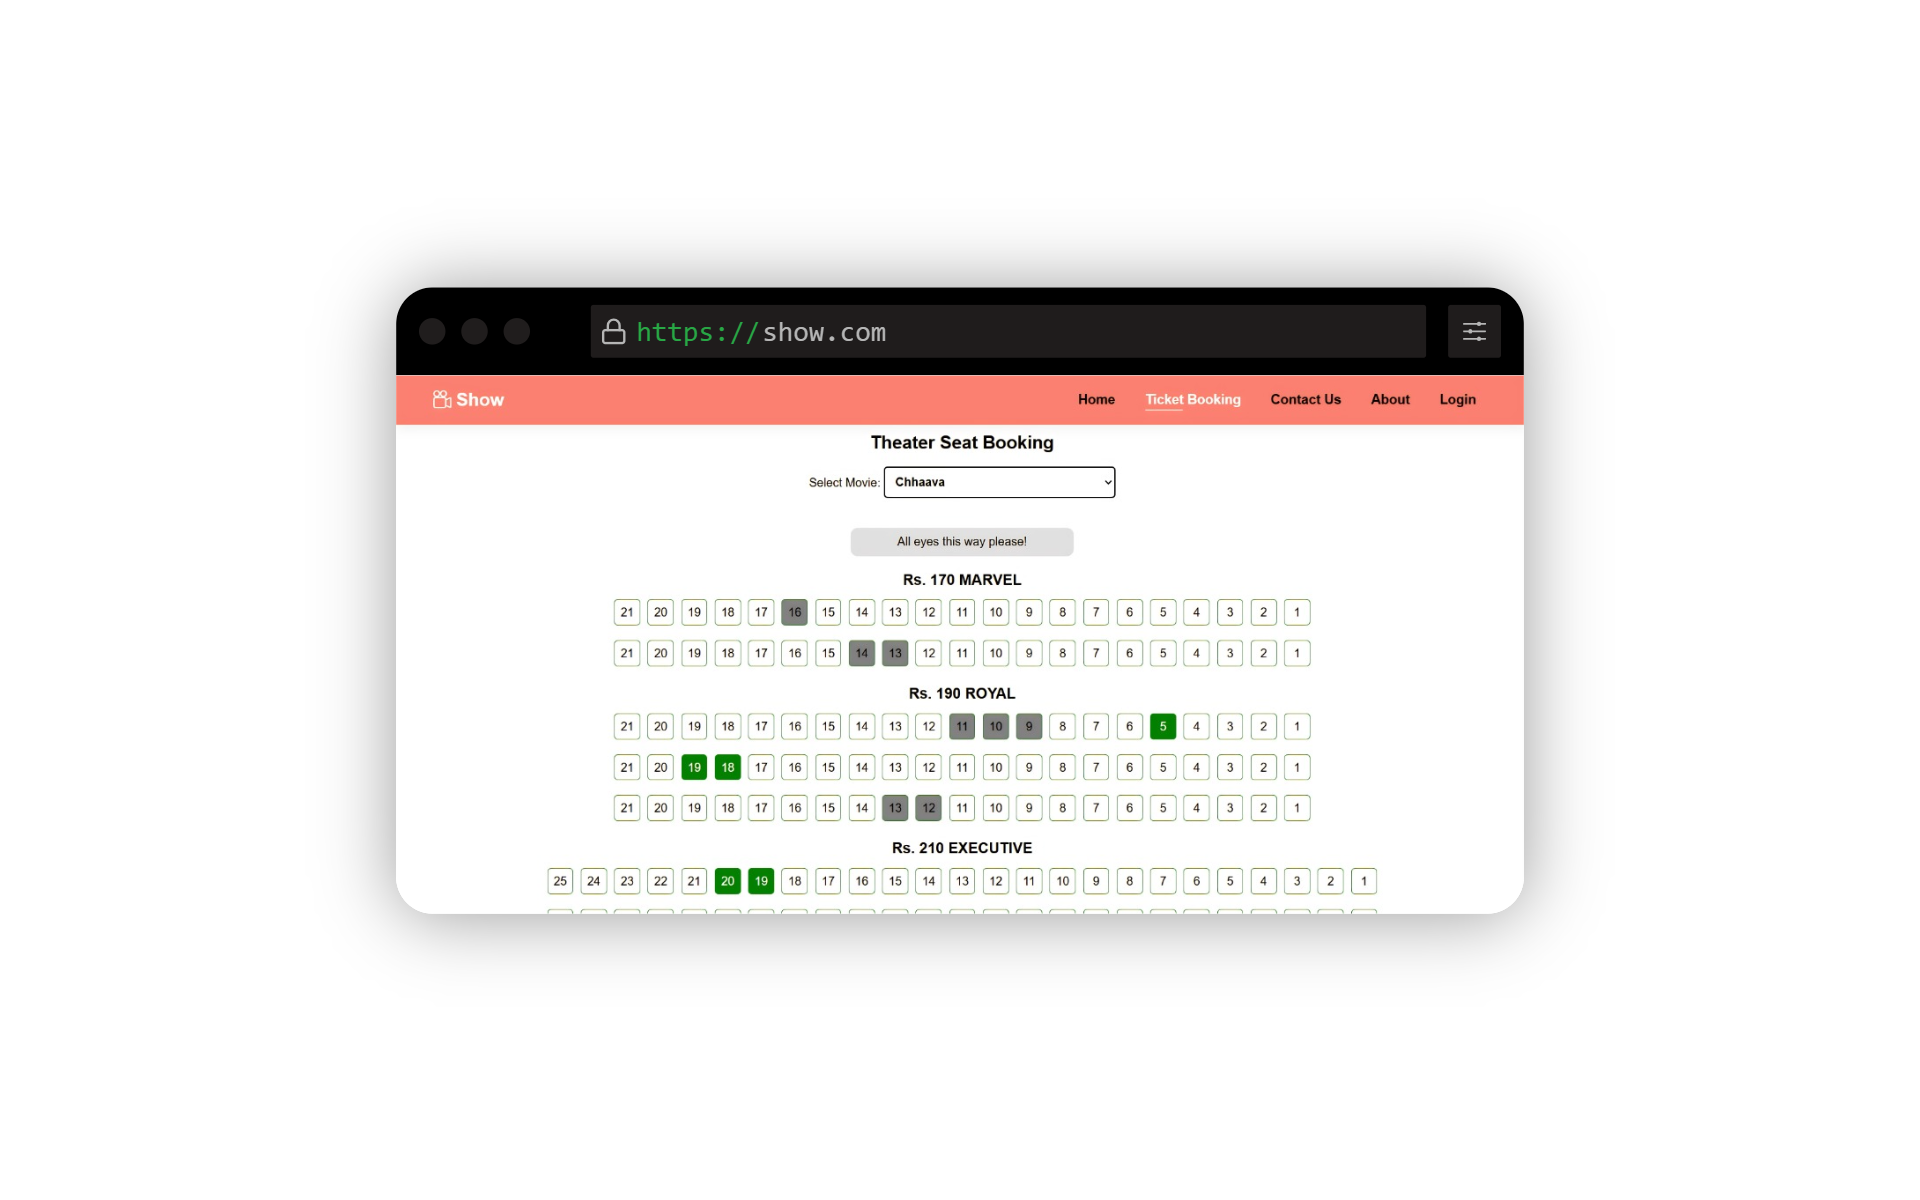 https://show.com
Show Home Ticket Booking Contact Us About Login
Theater Seat Booking
Select Movie: Chhaava
All eyes this way please!
Rs. 170 MARVEL
21 20 19 18 17 16 15 14 13 12 11 10 9 8 7 6 5 4 3 2 1
21 20 19 18 17 16 15 14 13 12 11 10 9 8 7 6 5 4 3 2 1
Rs. 190 ROYAL
21 20 19 18 17 16 15 14 13 12 11 10 9 8 7 6 5 4 3 2 1
21 20 19 18 17 16 15 14 13 12 11 10 9 8 7 6 5 4 3 2 1
21 20 19 18 17 16 15 14 13 12 11 10 9 8 7 6 5 4 3 2 1
Rs. 210 EXECUTIVE
25 24 23 22 21 20 19 18 17 16 15 14 13 12 11 10 9 8 7 6 5 4 3 2 1